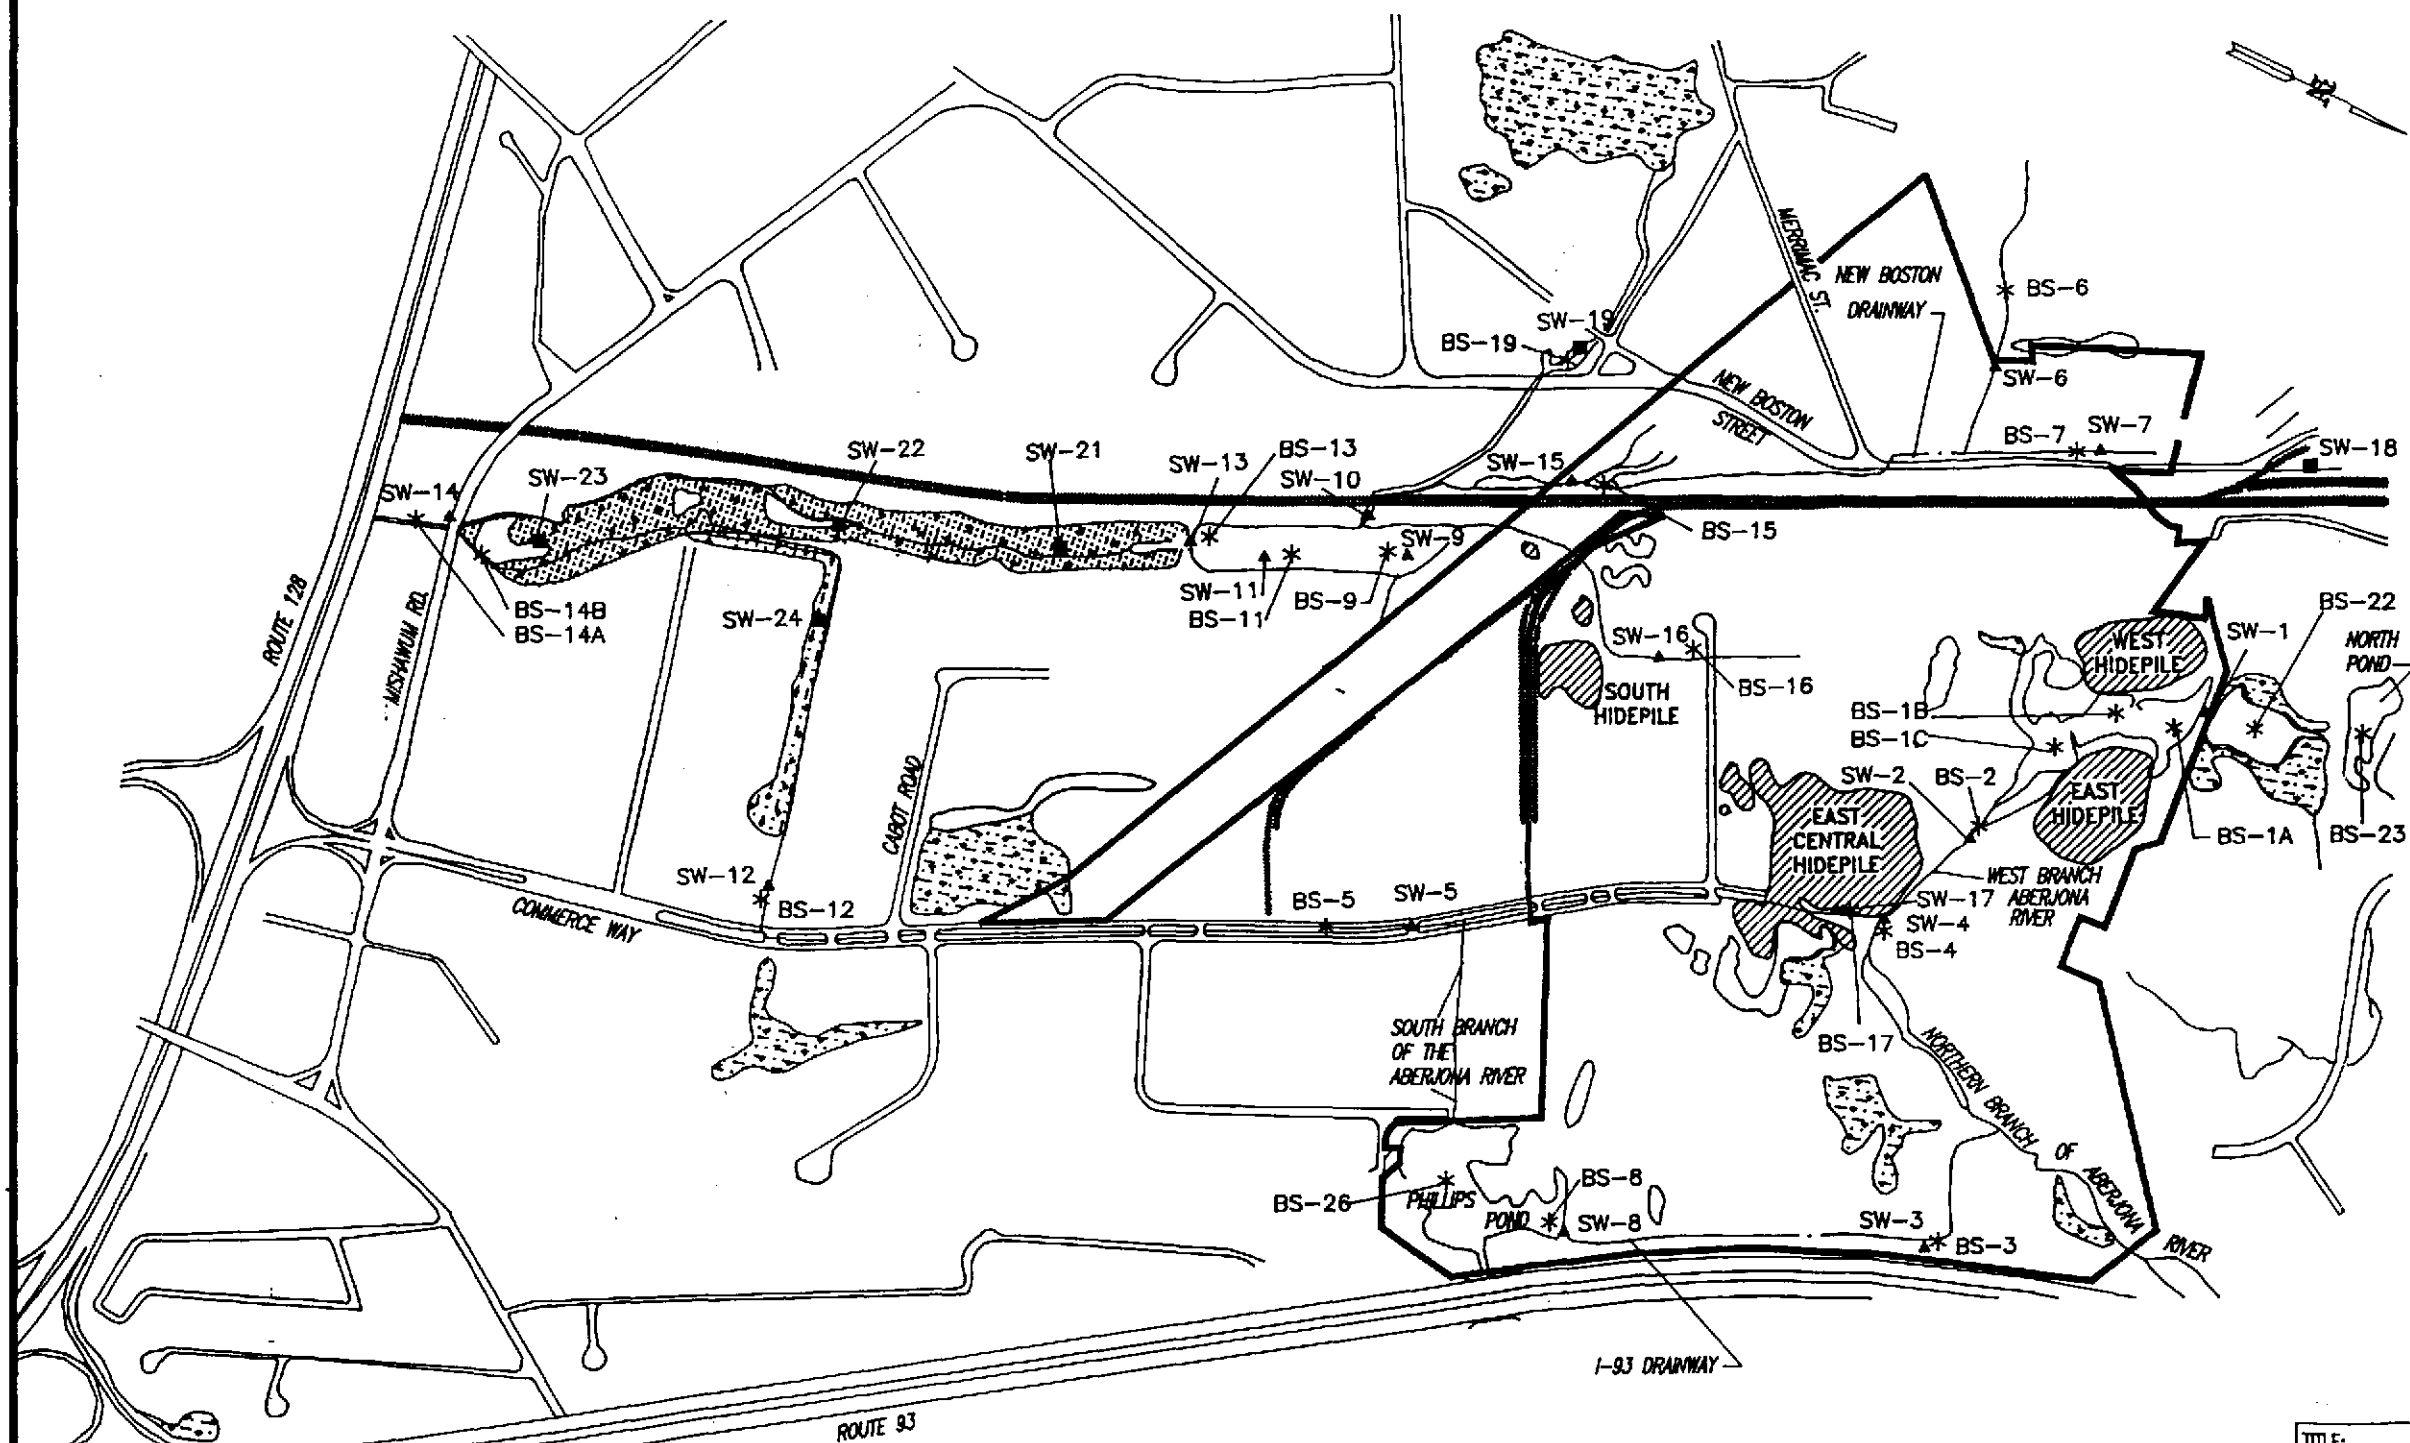 MERRIMAC ST.
NEW BOSTON
DRAINWAY
BS-6
SW-19
BS-19
SW-6
NEW BOSTON
STREET
SW-22
SW-21
SW-13
BS-13
SW-15
BS-7
SW-7
SW-18
SW-14
SW-23
SW-10
SW-9
BS-15
ROUTE 128
MISHAWUM RD.
BS-14B
BS-14A
SW-24
SW-11
BS-11
BS-9
SW-16
BS-16
SOUTH
HIDEPILE
WEST
HIDEPILE
SW-1
BS-22
NORTH
POND
BS-1B
BS-1C
SW-2
BS-2
EAST
HIDEPILE
BS-1A
BS-23
EAST
CENTRAL
HIDEPILE
CABOT ROAD
SW-12
BS-12
COMMERCE WAY
BS-5
SW-5
WEST BRANCH
ABERJONA
RIVER
SW-17
SW-4
BS-4
BS-17
SOUTH BRANCH
OF THE
ABERJONA RIVER
NORTHERN BRANCH OF ABERJONA RIVER
BS-26
PHILLIPS
POND
BS-8
SW-8
SW-3
BS-3
I-93 DRAINWAY
ROUTE 93